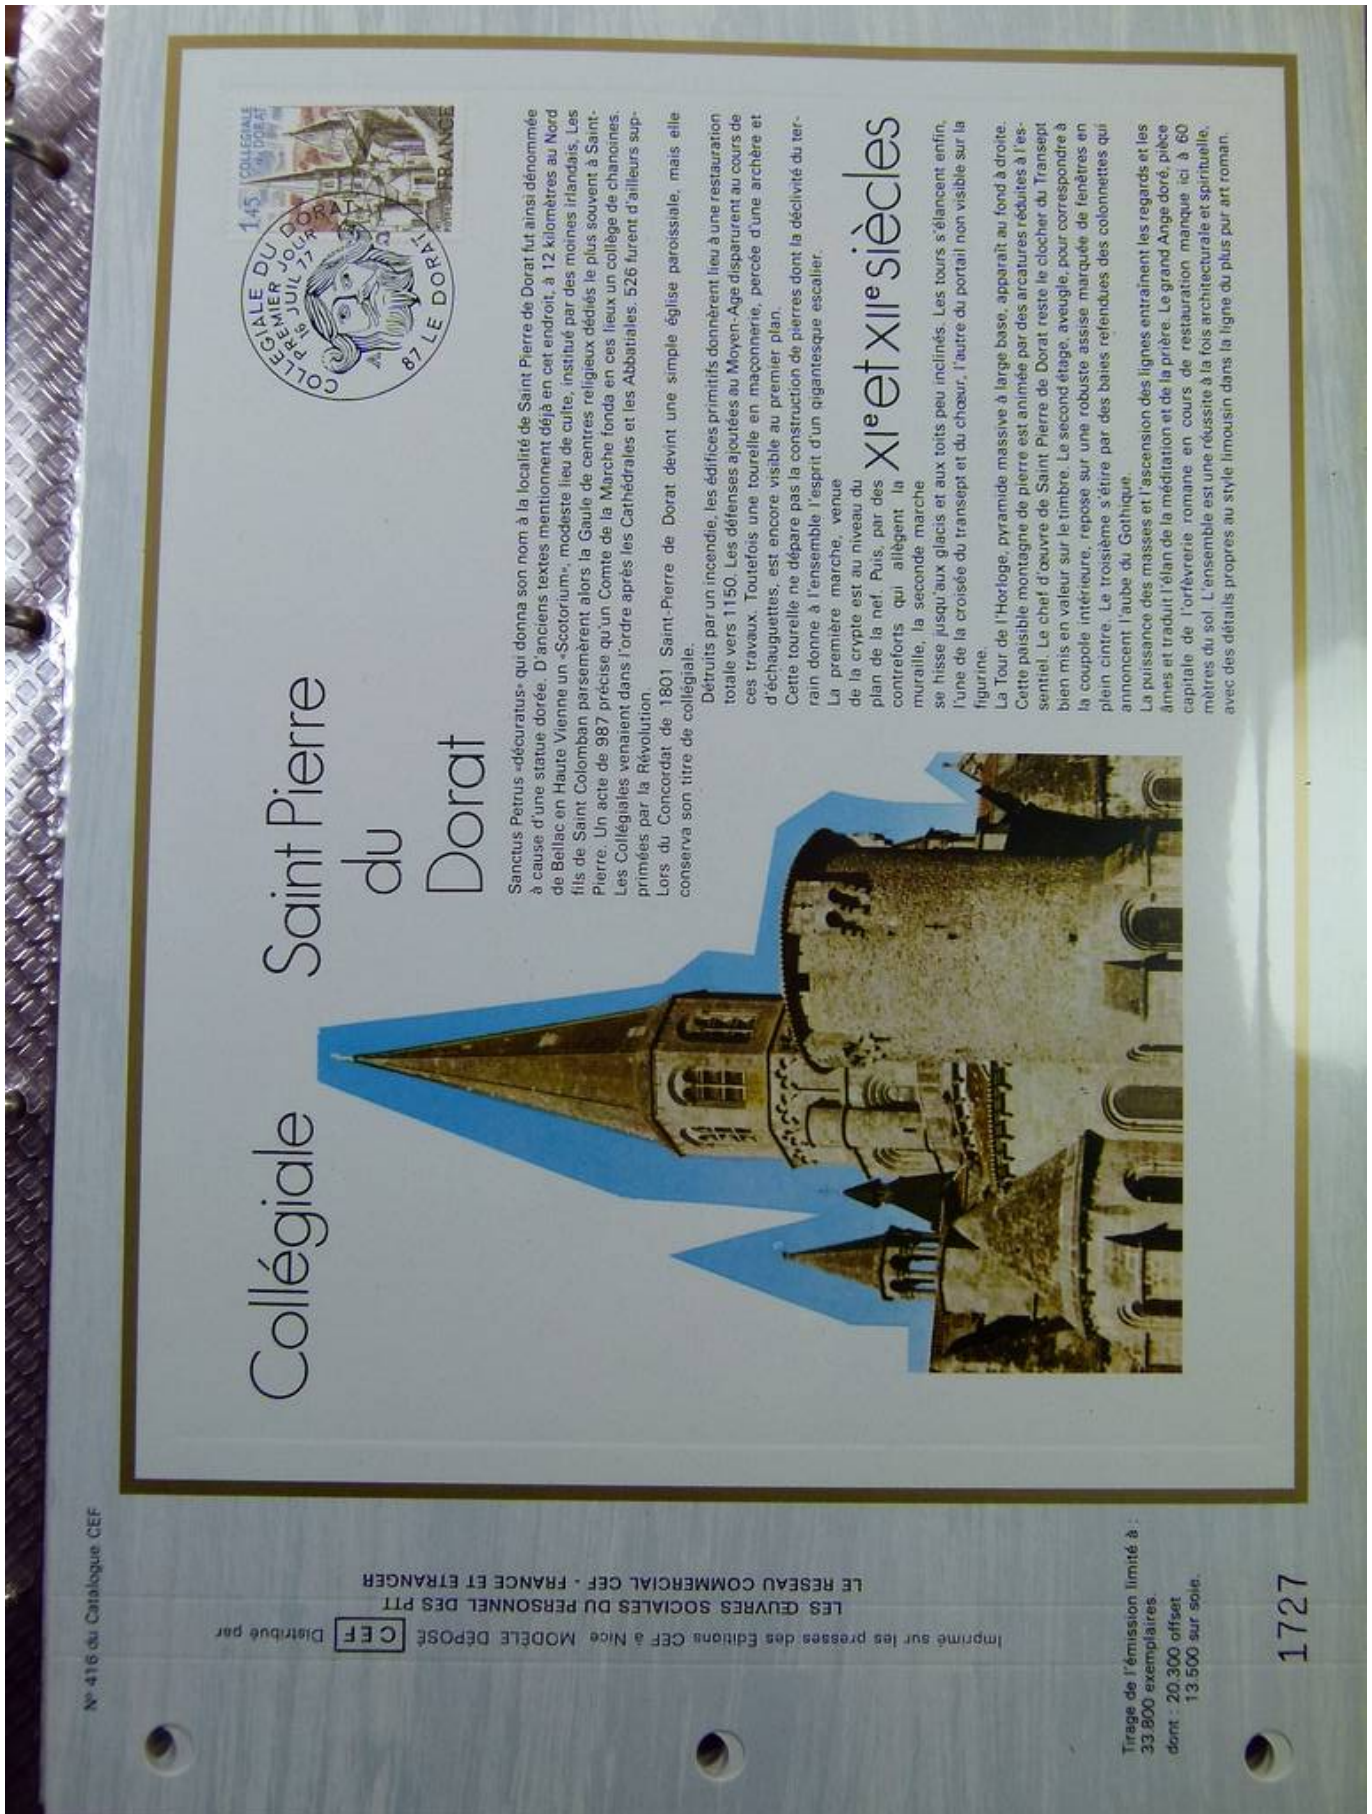 Nº 416 du Catalogue CEF
Imprimé sur les presses des Editions CEF à Nice MODÈLE DÉPOSÉ CEF Distribué par
LES ŒUVRES SOCIALES DU PERSONNEL DES PTT
LE RESEAU COMMERCIAL CEF - FRANCE ET ETRANGER
Tirage de l'émission limité à :
33.800 exemplaires.
dont : 20.300 offset
13.500 sur soie.
1727
Collégiale Saint Pierre
du
Dorat
COLLEGIALE DU DORAT
PREMIER JOUR
P 16 JUIL 77
87 LE DORAT
1,45 COLLEGIALE
DU DORAT
FRANCE
Sanctus Petrus «décuratus» qui donna son nom à la localité de Saint Pierre de Dorat fut ainsi dénommée
à cause d'une statue dorée. D'anciens textes mentionnent déjà en cet endroit, à 12 kilomètres au Nord
de Bellac en Haute Vienne un «Scotorium», modeste lieu de culte, institué par des moines irlandais. Les
fils de Saint Colomban parsemèrent alors la Gaule de centres religieux dédiés le plus souvent à Saint-
Pierre. Un acte de 987 précise qu'un Comte de la Marche fonda en ces lieux un collège de chanoines.
Les Collégiales venaient dans l'ordre après les Cathédrales et les Abbatiales. 526 furent d'ailleurs sup-
primées par la Révolution.
Lors du Concordat de 1801 Saint-Pierre de Dorat devint une simple église paroissiale, mais elle
conserva son titre de collégiale.
Détruits par un incendie, les édifices primitifs donnèrent lieu à une restauration
totale vers 1150. Les défenses ajoutées au Moyen-Age disparurent au cours de
ces travaux. Toutefois une tourelle en maçonnerie, percée d'une archère et
d'échauguettes, est encore visible au premier plan.
Cette tourelle ne dépare pas la construction de pierres dont la déclivité du ter-
rain donne à l'ensemble l'esprit d'un gigantesque escalier.
La première marche, venue
de la crypte est au niveau du
plan de la nef. Puis, par des
contreforts qui allègent la
muraille, la seconde marche
XIe et XIIe siècles
se hisse jusqu'aux glacis et aux toits peu inclinés. Les tours s'élancent enfin,
l'une de la croisée du transept et du chœur, l'autre du portail non visible sur la
figurine.
La Tour de l'Horloge, pyramide massive à large base, apparaît au fond à droite.
Cette paisible montagne de pierre est animée par des arcatures réduites à l'es-
sentiel. Le chef d'œuvre de Saint Pierre de Dorat reste le clocher du Transept
bien mis en valeur sur le timbre. Le second étage, aveugle, pour correspondre à
la coupole intérieure, repose sur une robuste assise marquée de fenêtres en
plein cintre. Le troisième s'étire par des baies refendues des colonnettes qui
annoncent l'aube du Gothique.
La puissance des masses et l'ascension des lignes entraînent les regards et les
âmes et traduit l'élan de la méditation et de la prière. Le grand Ange doré, pièce
capitale de l'orfèvrerie romane en cours de restauration manque ici à 60
mètres du sol. L'ensemble est une réussite à la fois architecturale et spirituelle,
avec des détails propres au style limousin dans la ligne du plus pur art roman.